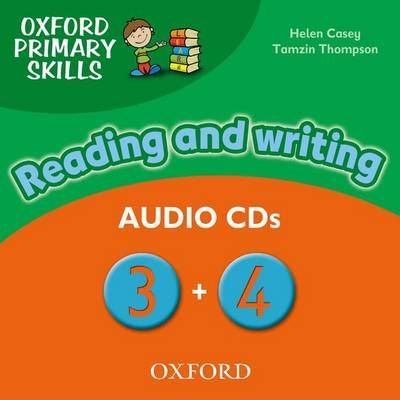 OXFORD
PRIMARY
SKILLS
Helen Casey
Tamzin Thompson
Reading and writing
AUDIO CDs
3 + 4
OXFORD